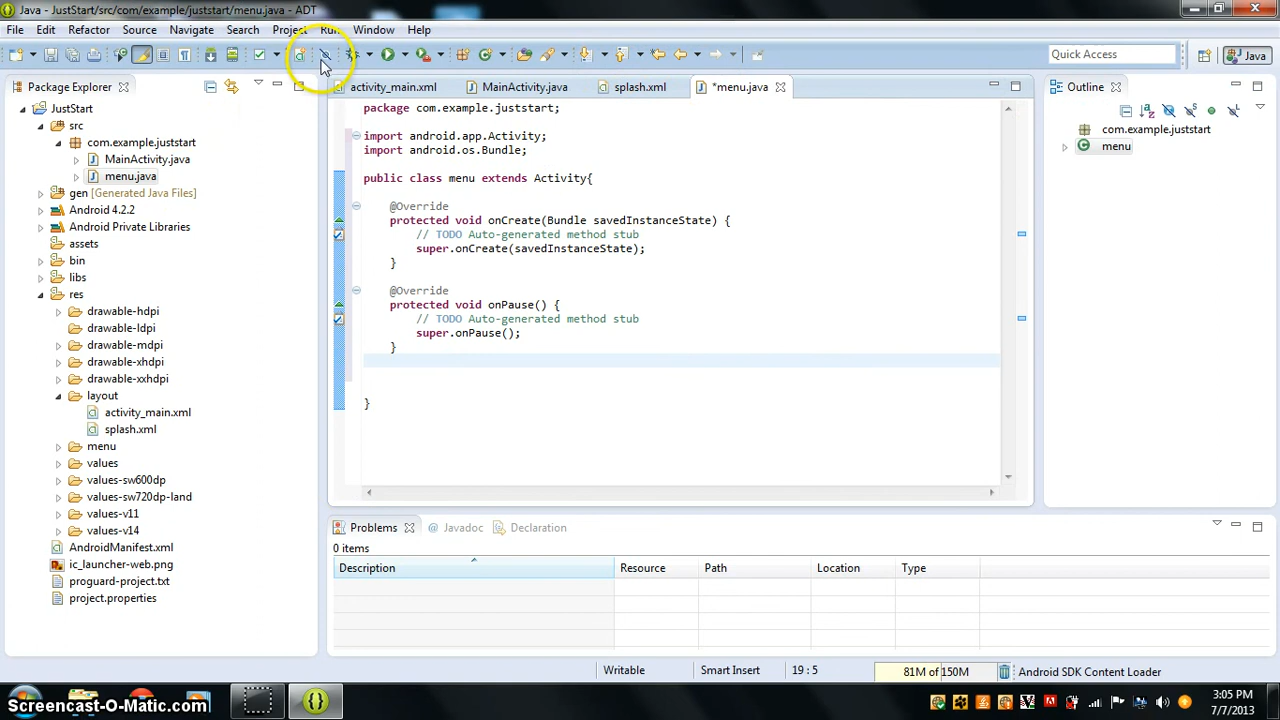 Java - JustStart/src/com/example/juststart/menu.java - ADT
File Edit Refactor Source Navigate Search Project Run Window Help
Quick Access
Java
Package Explorer
JustStart
src
com.example.juststart
MainActivity.java
menu.java
gen [Generated Java Files]
Android 4.2.2
Android Private Libraries
assets
bin
libs
res
drawable-hdpi
drawable-ldpi
drawable-mdpi
drawable-xhdpi
drawable-xxhdpi
layout
activity_main.xml
splash.xml
menu
values
values-sw600dp
values-sw720dp-land
values-v11
values-v14
AndroidManifest.xml
ic_launcher-web.png
proguard-project.txt
project.properties
activity_main.xml MainActivity.java splash.xml *menu.java
package com.example.juststart;
import android.app.Activity;
import android.os.Bundle;
public class menu extends Activity{
@Override
protected void onCreate(Bundle savedInstanceState) {
// TODO Auto-generated method stub
super.onCreate(savedInstanceState);
}
@Override
protected void onPause() {
// TODO Auto-generated method stub
super.onPause();
}
}
Outline
com.example.juststart
menu
Problems @ Javadoc Declaration
0 items
Description Resource Path Location Type
Writable Smart Insert 19 : 5 81M of 150M Android SDK Content Loader
Screencast-O-Matic.com
3:05 PM
7/7/2013